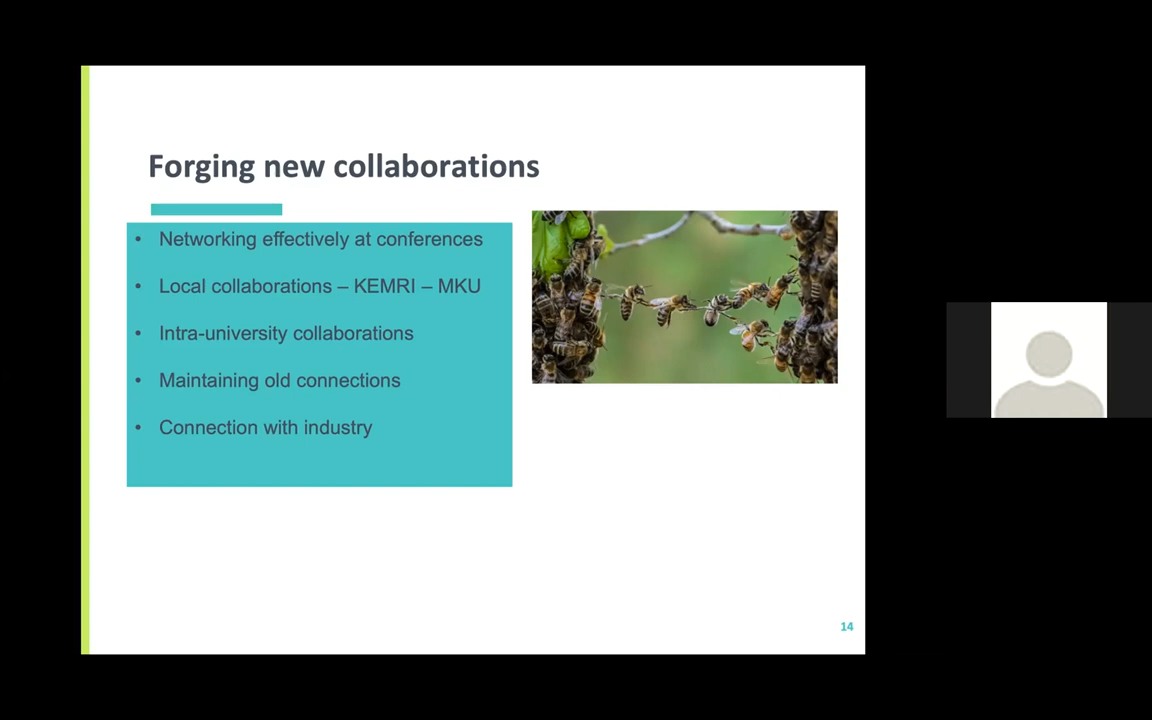 Forging new collaborations
• Networking effectively at conferences
• Local collaborations – KEMRI – MKU
• Intra-university collaborations
• Maintaining old connections
• Connection with industry
14